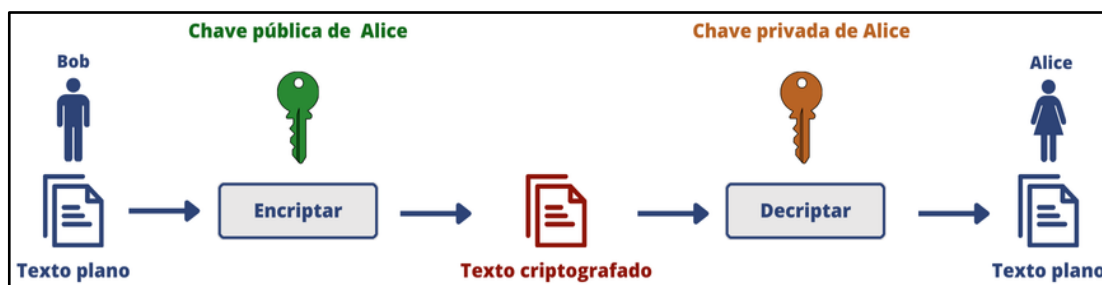 Chave pública de Alice
Chave privada de Alice
Bob
Alice
Encriptar
Decriptar
Texto plano
Texto criptografado
Texto plano